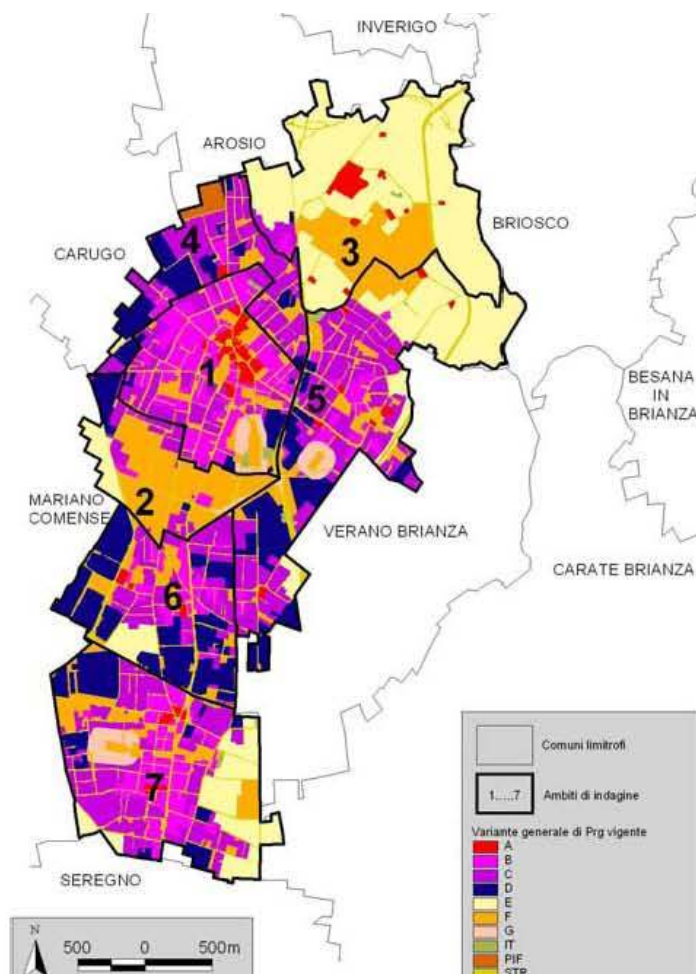 INVERIGO
AROSIO
BRIOSCO
CARUGO
4
3
1
5
BESANA
IN
BRIANZA
2
MARIANO
COMENSE
VERANO BRIANZA
CARATE BRIANZA
6
7
SEREGNO
N
500 0 500m
Comuni limitrofi
1.....7 Ambiti di indagine
Variante generale di Prg vigente
A
B
C
D
E
F
G
IT
PIF
STR